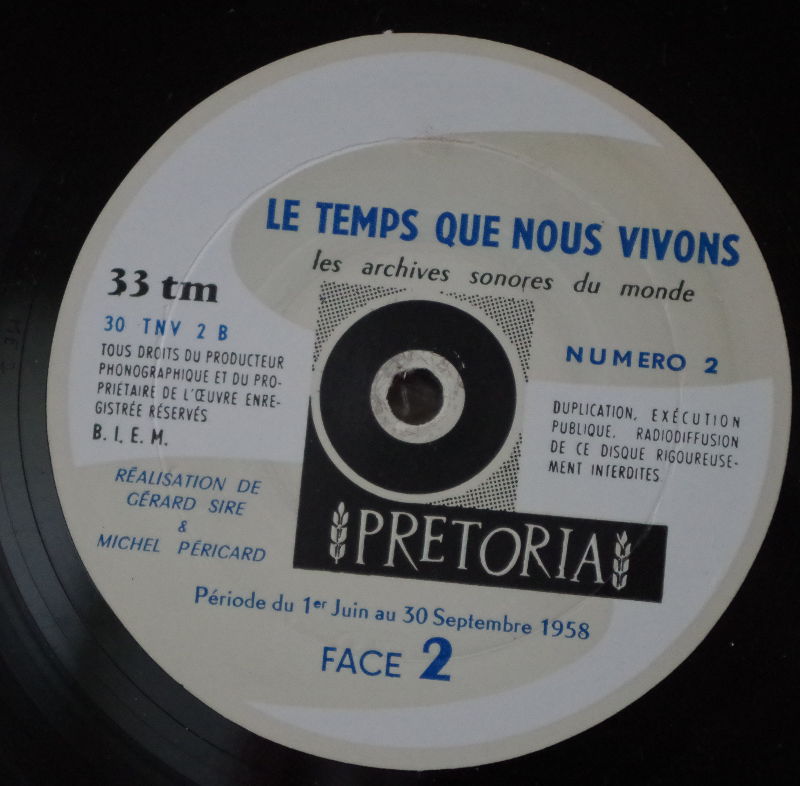 LE TEMPS QUE NOUS VIVONS
les archives sonores du monde
33 tm
30 TNV 2 B
TOUS DROITS DU PRODUCTEUR
PHONOGRAPHIQUE ET DU PRO-
PRIÉTAIRE DE L'ŒUVRE ENRE-
GISTRÉE RÉSERVÉS
B. I. E. M.
NUMERO 2
DUPLICATION, EXÉCUTION
PUBLIQUE, RADIODIFFUSION
DE CE DISQUE RIGOUREUSE-
MENT INTERDITES
RÉALISATION DE
GÉRARD SIRE
&
MICHEL PÉRICARD
PRETORIA
Période du 1er Juin au 30 Septembre 1958
FACE 2